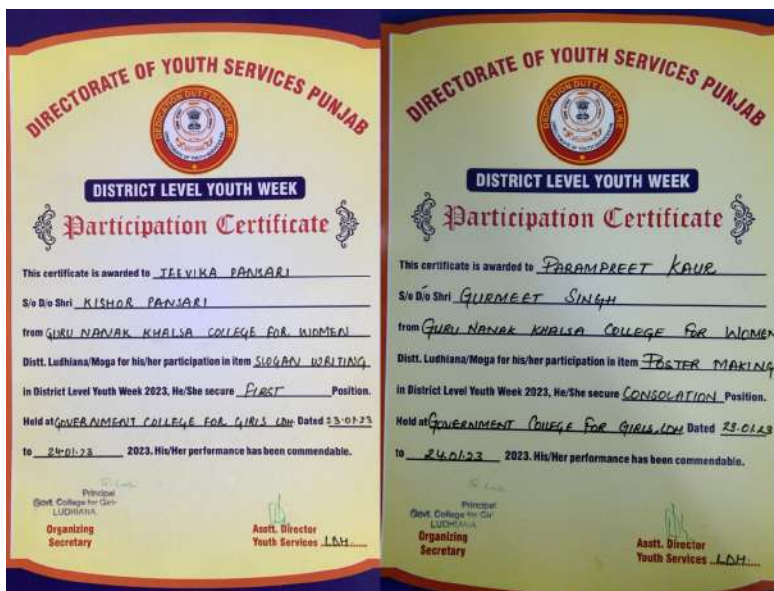 DIRECTORATE OF YOUTH SERVICES PUNJAB
DEDICATION DUTY DISCIPLINE
DISTRICT LEVEL YOUTH WEEK
Participation Certificate
This certificate is awarded to JEEVIKA PANSARI
S/o D/o Shri KISHOR PANSARI
from GURU NANAK KHALSA COLLEGE FOR WOMEN
Distt. Ludhiana/Moga for his/her participation in item SLOGAN WRITING
in District Level Youth Week 2023, He/She secure FIRST Position.
Held at GOVERNMENT COLLEGE FOR GIRLS LDH Dated 23-01-23
to 24-01-23 2023. His/Her performance has been commendable.
Principal
Govt. College for Girls
LUDHIANA.
Organizing
Secretary
Asstt. Director
Youth Services LDH.
DIRECTORATE OF YOUTH SERVICES PUNJAB
DEDICATION DUTY DISCIPLINE
DISTRICT LEVEL YOUTH WEEK
Participation Certificate
This certificate is awarded to PARAMPREET KAUR
S/o D/o Shri GURMEET SINGH
from GURU NANAK KHALSA COLLEGE FOR WOMEN
Distt. Ludhiana/Moga for his/her participation in item POSTER MAKING
in District Level Youth Week 2023, He/She secure CONSOLATION Position.
Held at GOVERNMENT COLLEGE FOR GIRLS, LDH Dated 23.01.23
to 24.01.23 2023. His/Her performance has been commendable.
Principal
Govt. College for Girl
LUDHIANA
Organizing
Secretary
Asstt. Director
Youth Services LDH.